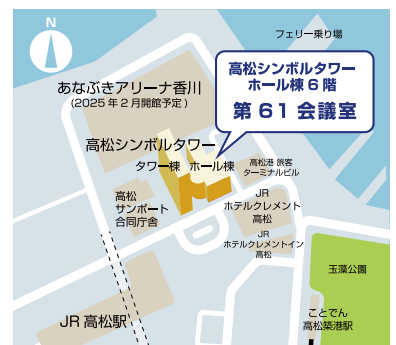 N
フェリー乗り場
高松シンボルタワー
ホール棟6階
第61会議室
あなぶきアリーナ香川
(2025年2月開館予定)
高松シンボルタワー
タワー棟
ホール棟
高松港 旅客
ターミナルビル
高松
サンポート
合同庁舎
JR
ホテルクレメント
高松
JR
ホテルクレメントイン
高松
玉藻公園
JR高松駅
ことでん
高松築港駅